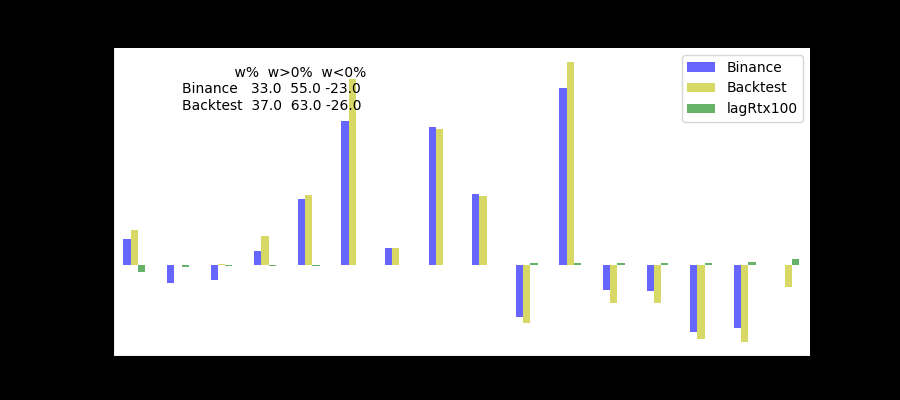 w%  w>0%  w<0%
Binance   33.0  55.0 -23.0
Backtest  37.0  63.0 -26.0
Binance
Backtest
lagRtx100